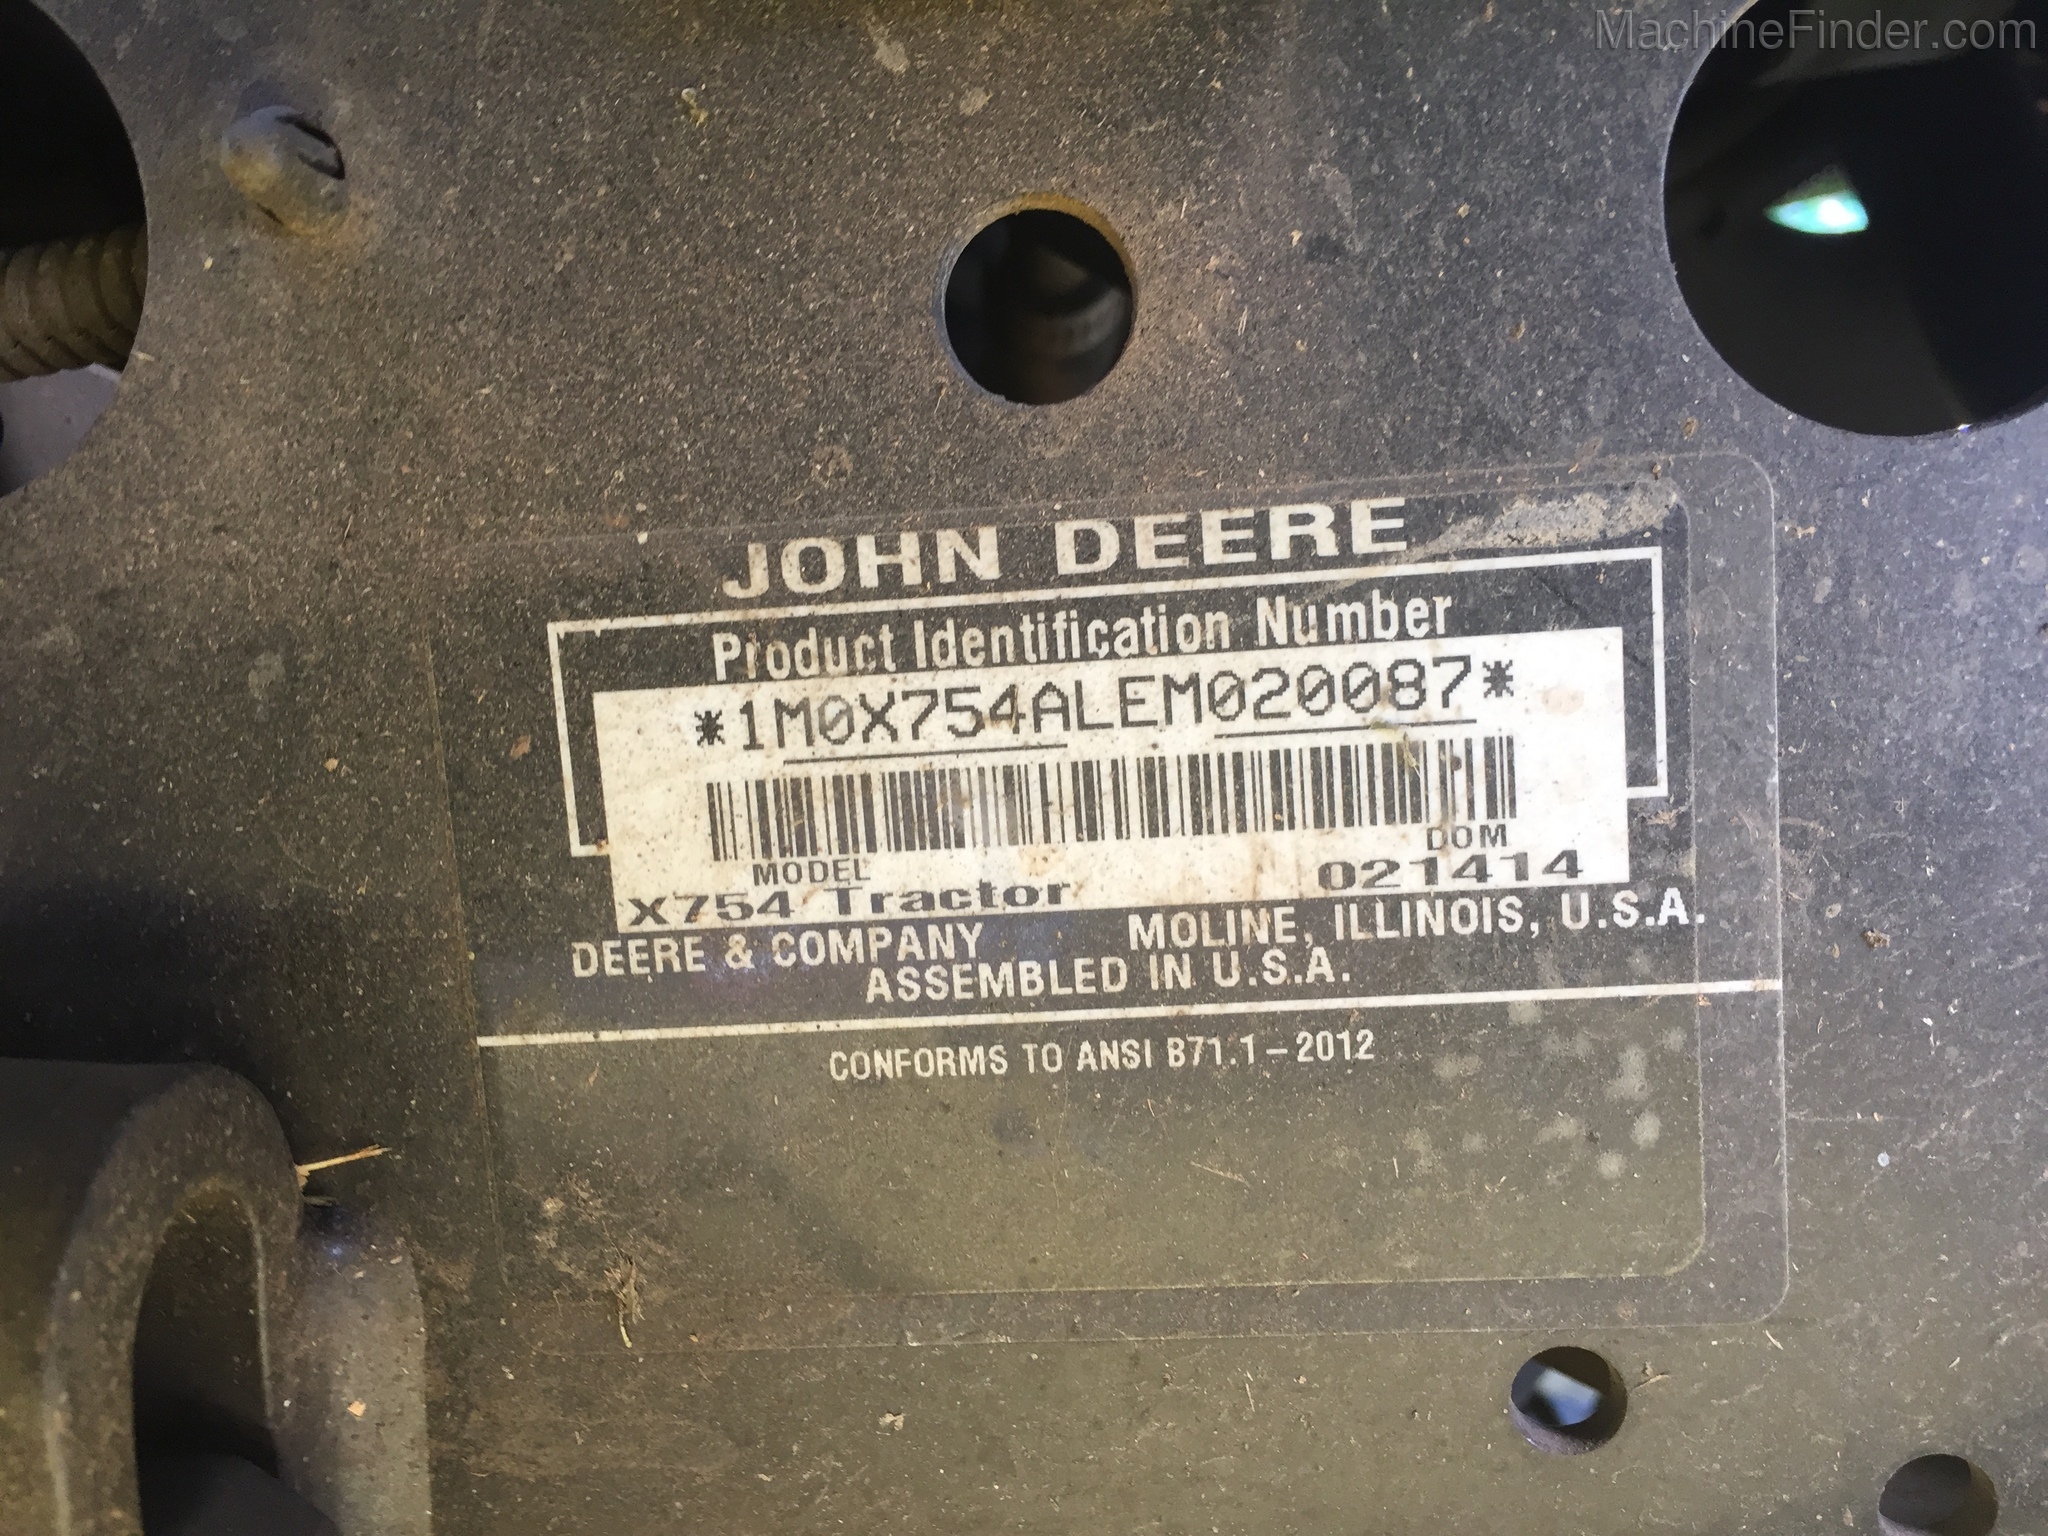 MachineFinder.com
JOHN DEERE
Product Identification Number
*1M0X754ALEM020087*
MODEL DOM
X754 Tractor 021414
DEERE & COMPANY MOLINE, ILLINOIS, U.S.A.
ASSEMBLED IN U.S.A.
CONFORMS TO ANSI B71.1-2012